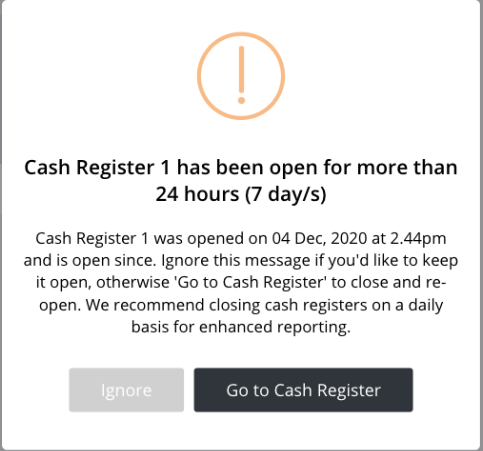 Cash Register 1 has been open for more than
24 hours (7 day/s)
Cash Register 1 was opened on 04 Dec, 2020 at 2.44pm
and is open since. Ignore this message if you'd like to keep
it open, otherwise 'Go to Cash Register' to close and re-
open. We recommend closing cash registers on a daily
basis for enhanced reporting.
Ignore
Go to Cash Register